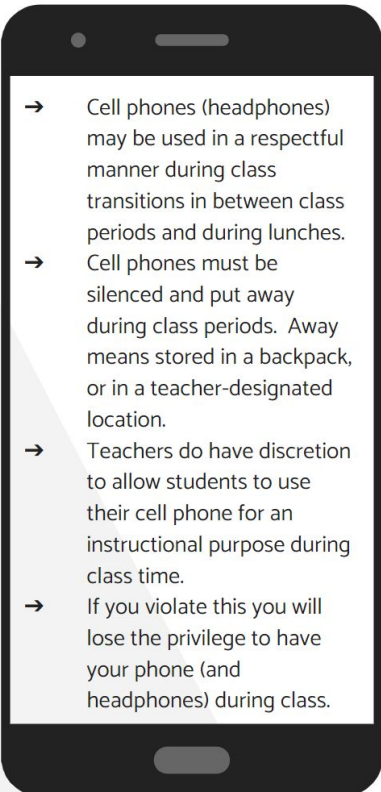 ➔ Cell phones (headphones)
may be used in a respectful
manner during class
transitions in between class
periods and during lunches.
➔ Cell phones must be
silenced and put away
during class periods.  Away
means stored in a backpack,
or in a teacher-designated
location.
➔ Teachers do have discretion
to allow students to use
their cell phone for an
instructional purpose during
class time.
➔ If you violate this you will
lose the privilege to have
your phone (and
headphones) during class.